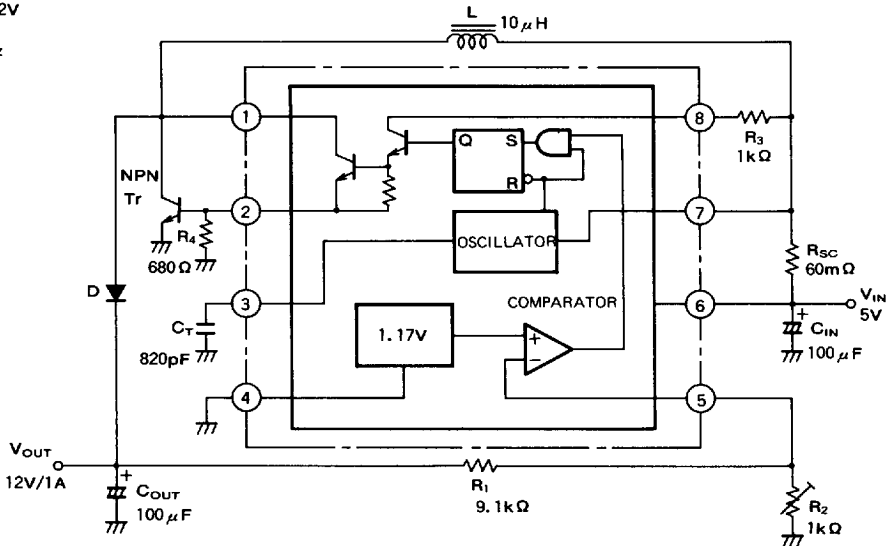 2V
z
L
10μH
1
8
R3
1kΩ
Q
S
R
NPN
Tr
2
R4
680Ω
7
OSCILLATOR
RSC
60mΩ
D
3
COMPARATOR
6
VIN
5V
CT
820pF
1.17V
+
−
+
CIN
100μF
4
5
VOUT
12V/1A
+
COUT
100μF
R1
9.1kΩ
R2
1kΩ